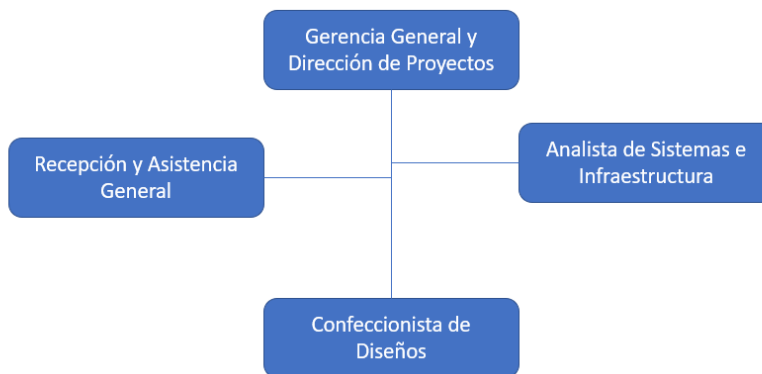 Gerencia General y
Dirección de Proyectos
Recepción y Asistencia
General
Analista de Sistemas e
Infraestructura
Confeccionista de
Diseños